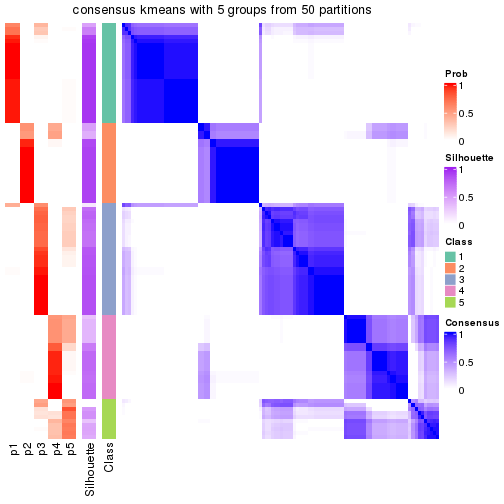 consensus kmeans with 5 groups from 50 partitions
Prob
1
0.5
0
Silhouette
1
0.5
0
Class
1
2
3
4
5
Consensus
1
0.5
0
p1
p2
p3
p4
p5
Silhouette
Class